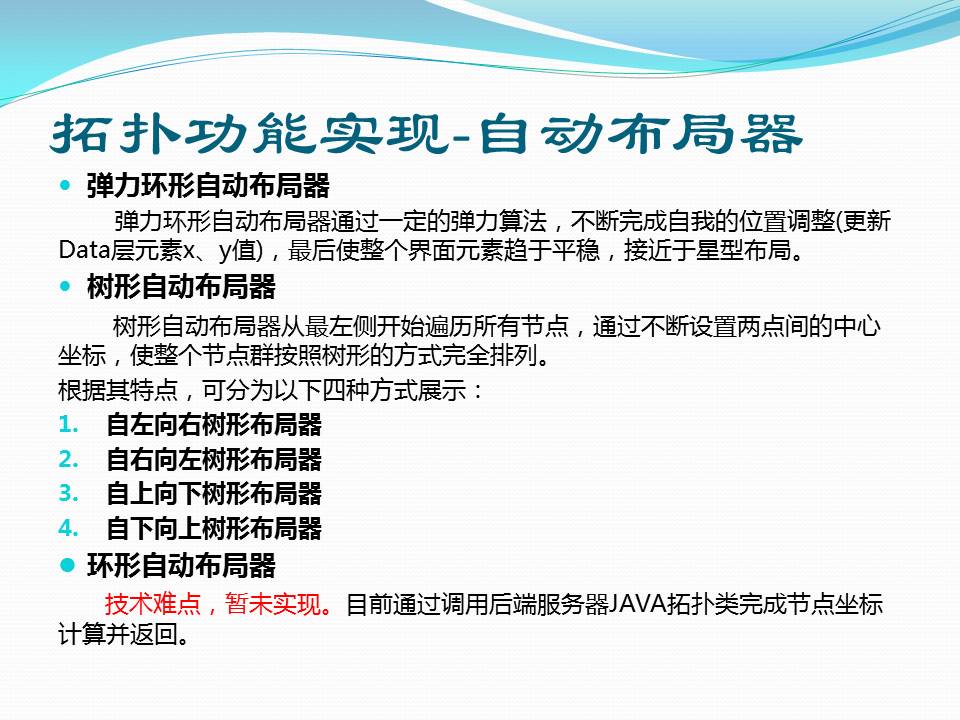 拓扑功能实现-自动布局器
• 弹力环形自动布局器
弹力环形自动布局器通过一定的弹力算法，不断完成自我的位置调整(更新
Data层元素x、y值)，最后使整个界面元素趋于平稳，接近于星型布局。
• 树形自动布局器
树形自动布局器从最左侧开始遍历所有节点，通过不断设置两点间的中心
坐标，使整个节点群按照树形的方式完全排列。
根据其特点，可分为以下四种方式展示：
1. 自左向右树形布局器
2. 自右向左树形布局器
3. 自上向下树形布局器
4. 自下向上树形布局器
• 环形自动布局器
技术难点，暂未实现。目前通过调用后端服务器JAVA拓扑类完成节点坐标
计算并返回。